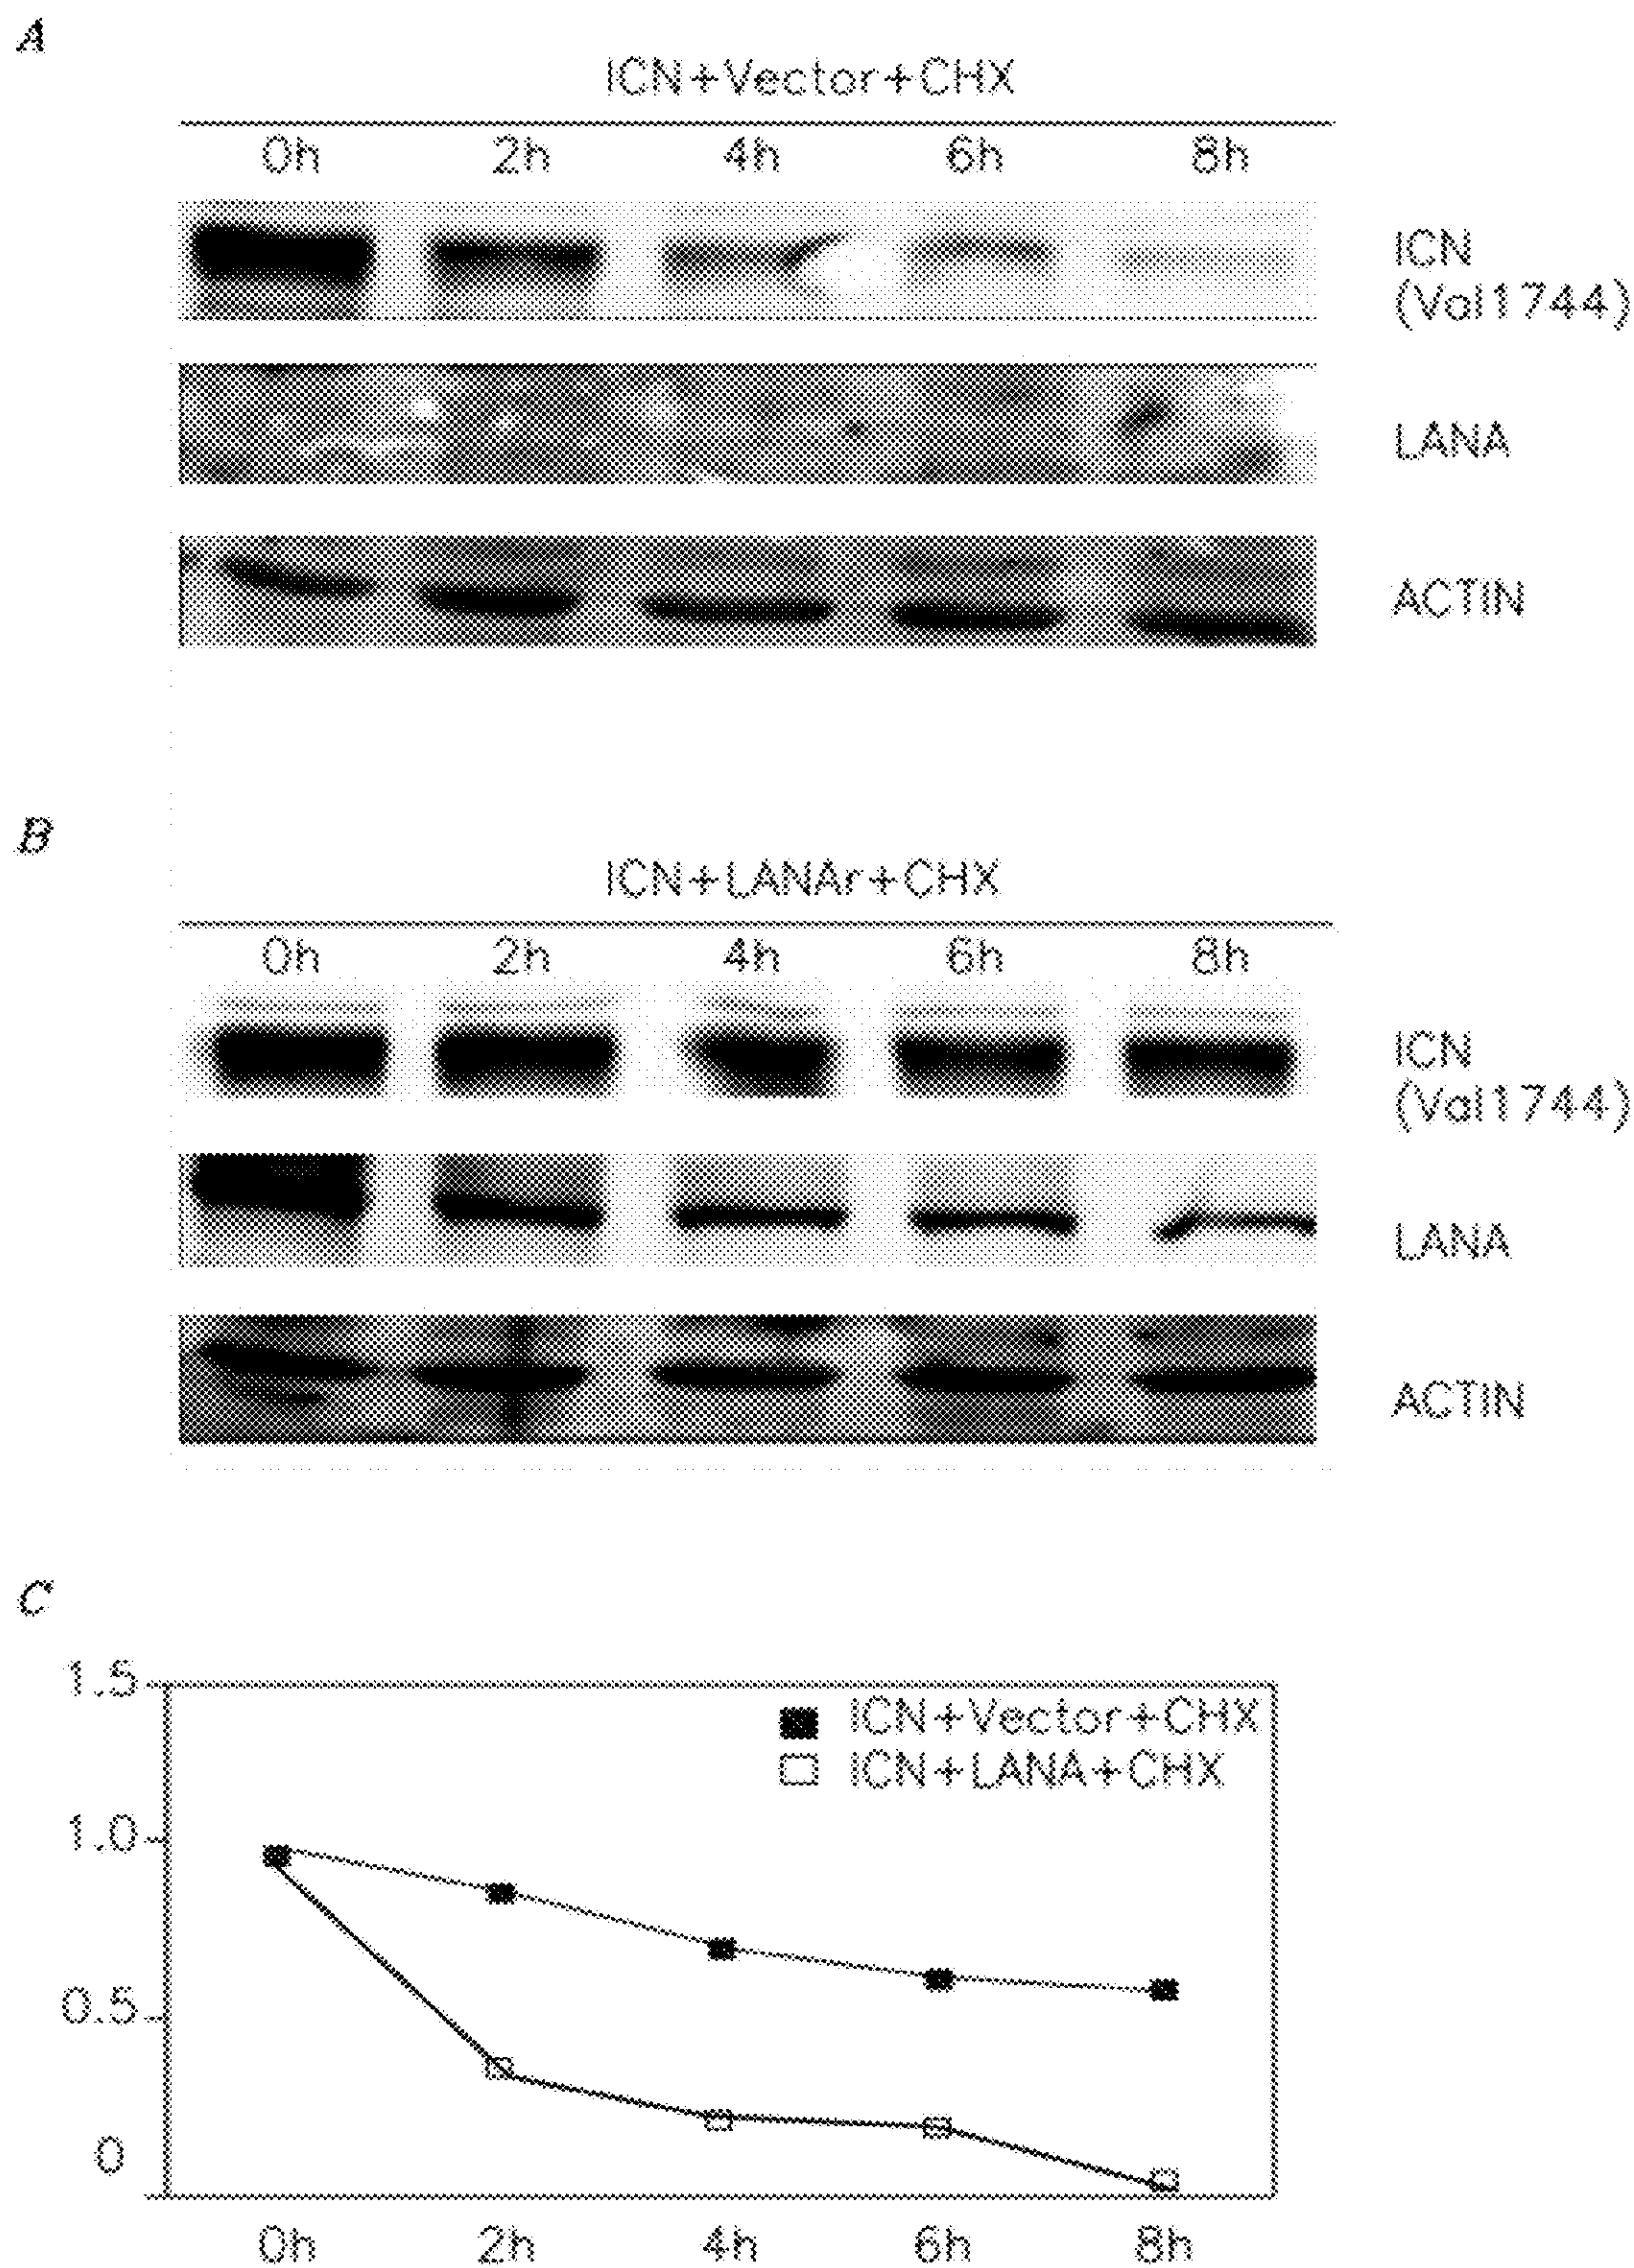 A
ICN+Vector+CHX
0h 2h 4h 6h 8h
ICN
(Val1744)
LANA
ACTIN
B
ICN+LANAr+CHX
0h 2h 4h 6h 8h
ICN
(Val1744)
LANA
ACTIN
C
1.5
ICN+Vector+CHX
ICN+LANA+CHX
1.0
0.5
0
0h 2h 4h 6h 8h